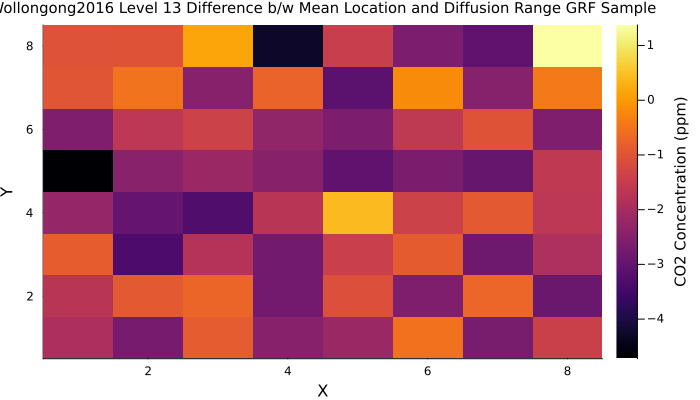 Wollongong2016 Level 13 Difference b/w Mean Location and Diffusion Range GRF Sample
8
6
4
2
Y
2 4 6 8
X
1
0
−1
−2
−3
−4
CO2 Concentration (ppm)